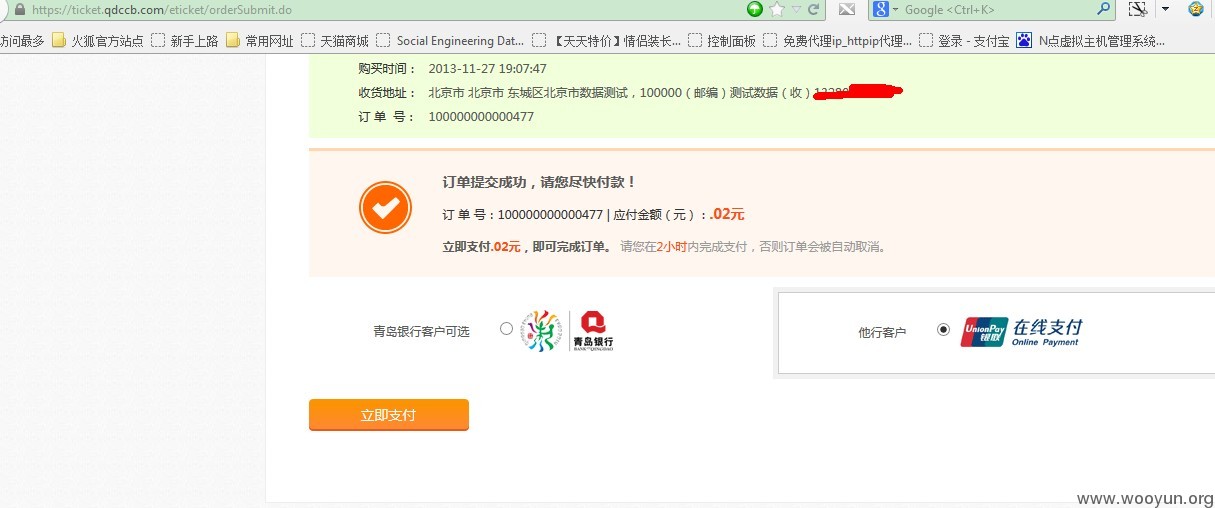 https://ticket.qdccb.com/eticket/orderSubmit.do
Google <Ctrl+K>
访问最多 火狐官方站点 新手上路 常用网址 天猫商城 Social Engineering Dat... 【天天特价】情侣装长... 控制面板 免费代理ip_httpip代理... 登录 - 支付宝 N点虚拟主机管理系统...
购买时间： 2013-11-27 19:07:47
收货地址： 北京市 北京市 东城区北京市数据测试，100000（邮编）测试数据（收）
订 单 号： 100000000000477
订单提交成功，请您尽快付款！
订 单 号：100000000000477 | 应付金额（元）：.02元
立即支付.02元，即可完成订单。 请您在2小时内完成支付，否则订单会被自动取消。
青岛银行客户可选
青岛银行
BANK OF QINGDAO
他行客户
UnionPay
银联
在线支付
Online Payment
立即支付
www.wooyun.org